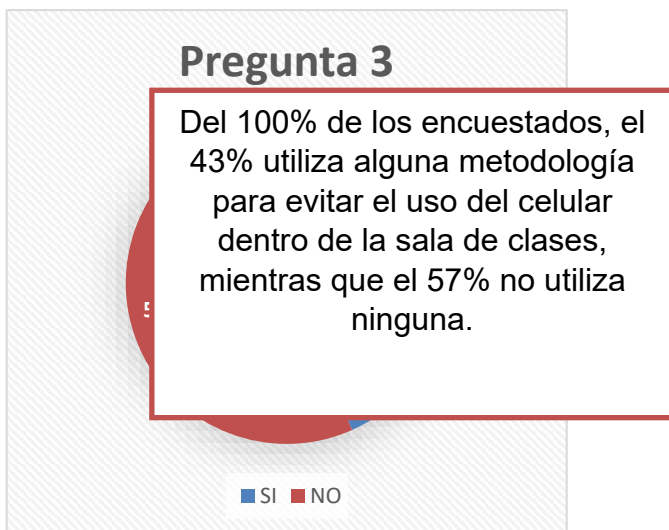 Pregunta 3
Del 100% de los encuestados, el
43% utiliza alguna metodología
para evitar el uso del celular
dentro de la sala de clases,
mientras que el 57% no utiliza
ninguna.
SI NO